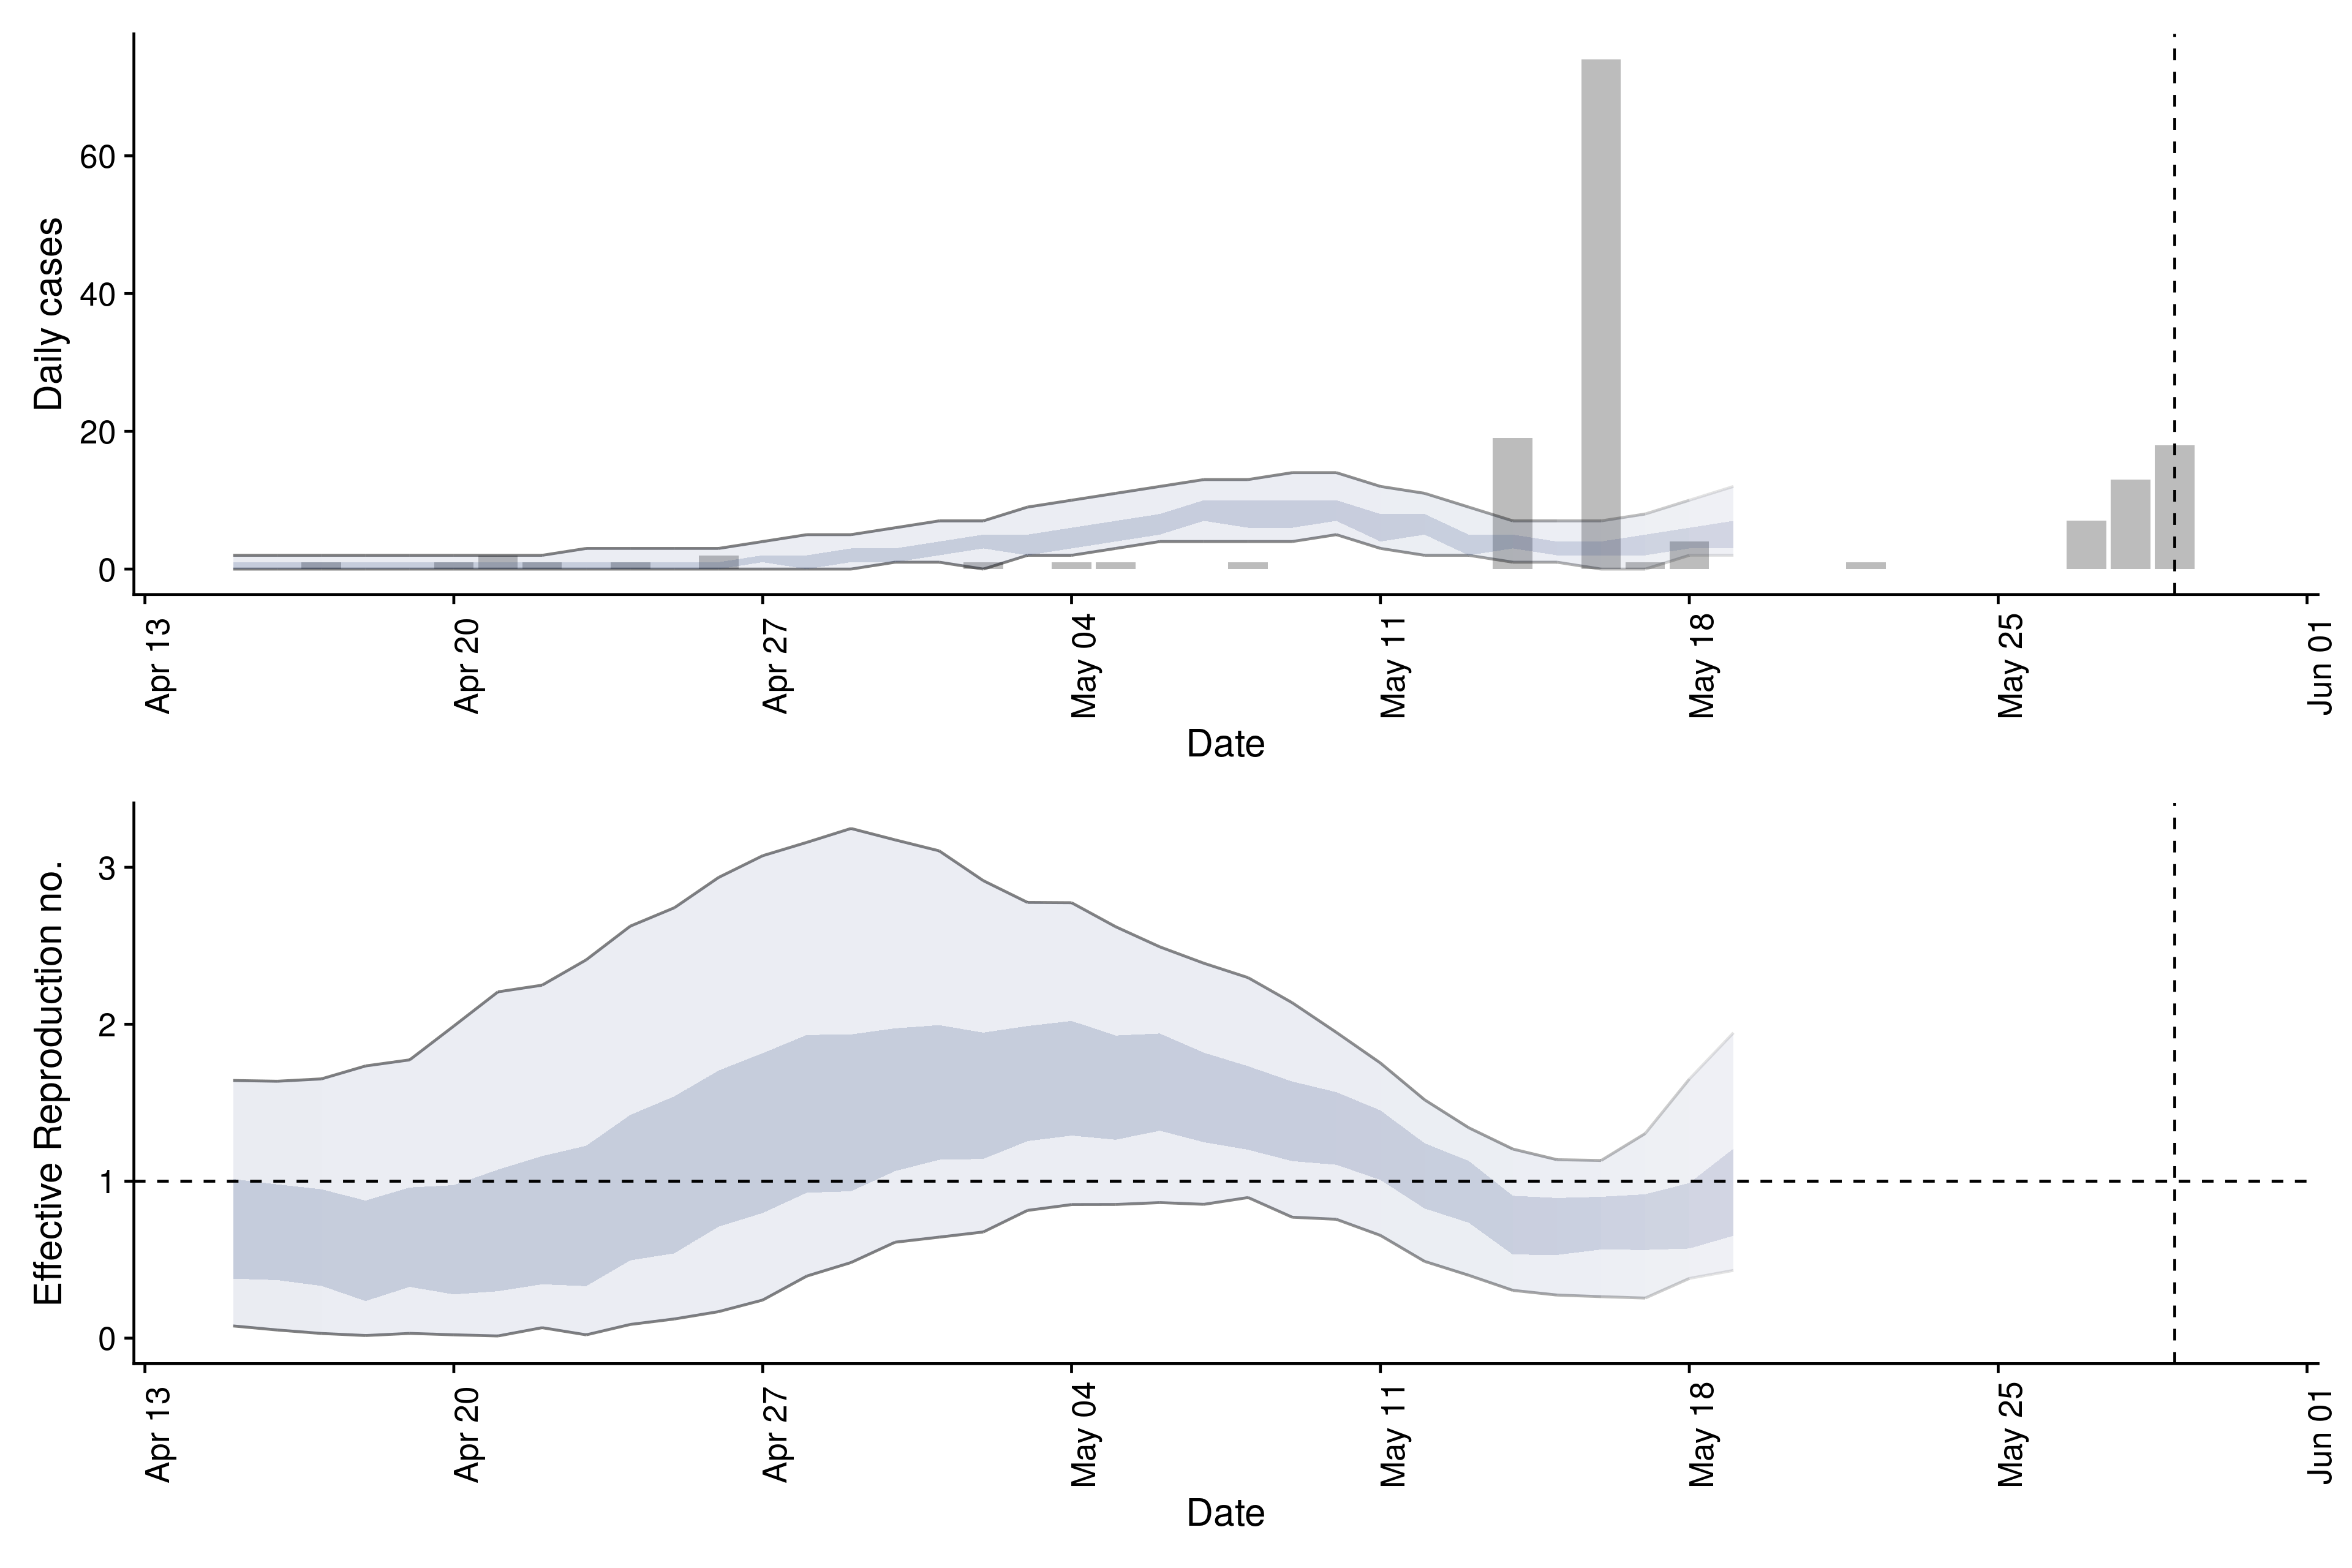 Daily cases
60
40
20
0
Apr 13
Apr 20
Apr 27
May 04
May 11
May 18
May 25
Jun 01
Date
Effective Reproduction no.
3
2
1
0
Apr 13
Apr 20
Apr 27
May 04
May 11
May 18
May 25
Jun 01
Date